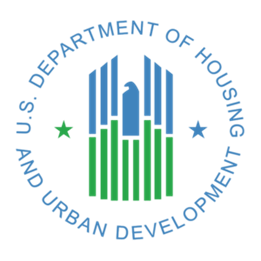 U.S. DEPARTMENT OF HOUSING
AND URBAN DEVELOPMENT